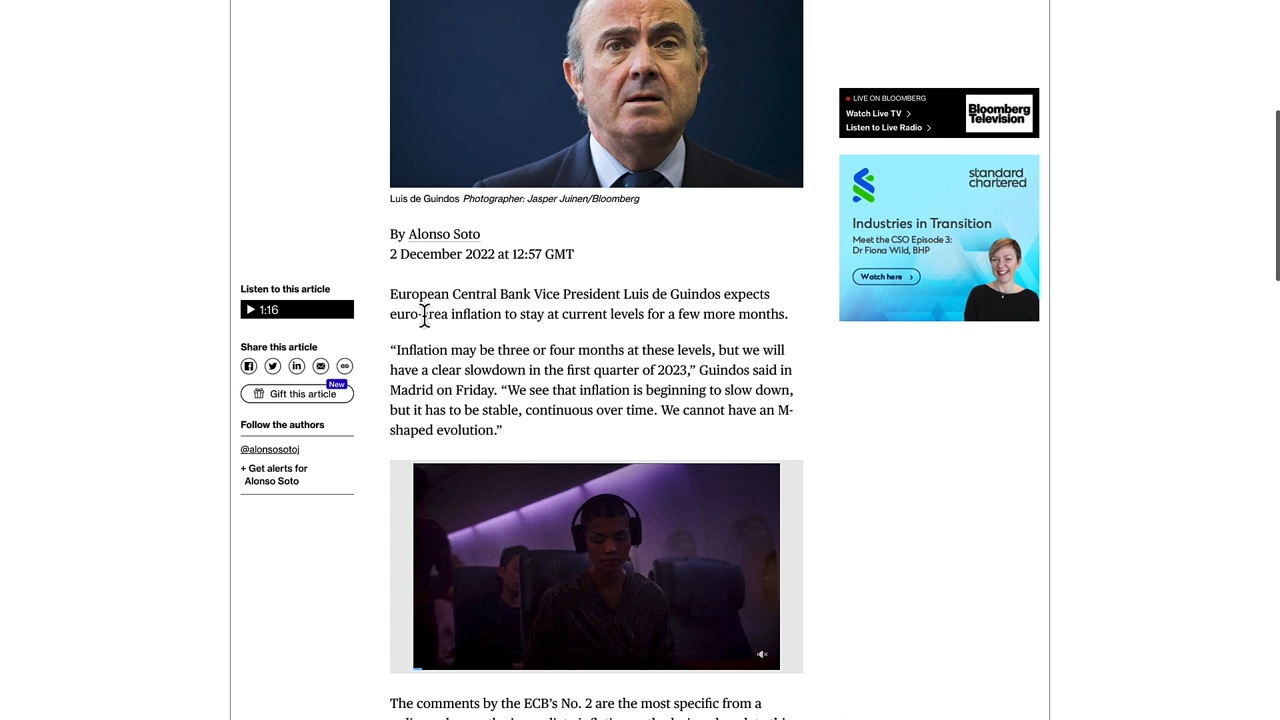 LIVE ON BLOOMBERG
Watch Live TV
Listen to Live Radio
Bloomberg
Television
standard
chartered
Industries in Transition
Meet the CSO Episode 3:
Dr Fiona Wild, BHP
Watch here
Luis de Guindos Photographer: Jasper Juinen/Bloomberg
By Alonso Soto
2 December 2022 at 12:57 GMT
Listen to this article
1:16
Share this article
New
Gift this article
Follow the authors
@alonsosotoj
+ Get alerts for
Alonso Soto
European Central Bank Vice President Luis de Guindos expects
euro-area inflation to stay at current levels for a few more months.
“Inflation may be three or four months at these levels, but we will
have a clear slowdown in the first quarter of 2023,” Guindos said in
Madrid on Friday. “We see that inflation is beginning to slow down,
but it has to be stable, continuous over time. We cannot have an M-
shaped evolution.”
The comments by the ECB’s No. 2 are the most specific from a